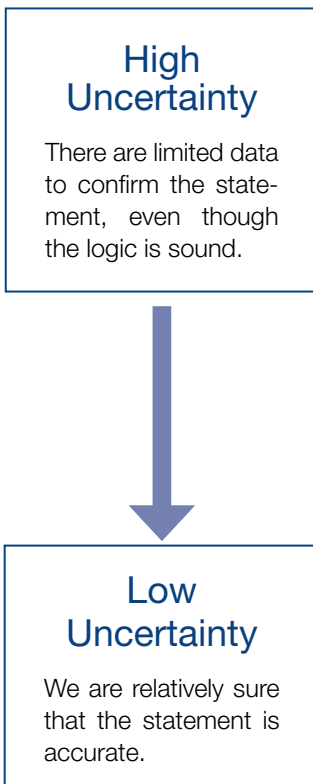 High
Uncertainty
There are limited data
to confirm the state-
ment, even though
the logic is sound.
Low
Uncertainty
We are relatively sure
that the statement is
accurate.